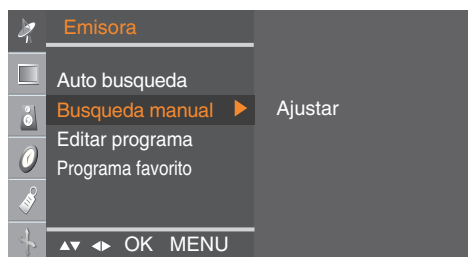 Emisora
Auto busqueda
Busqueda manual ▶ Ajustar
Editar programa
Programa favorito
▲▼ ◀▶ OK MENU